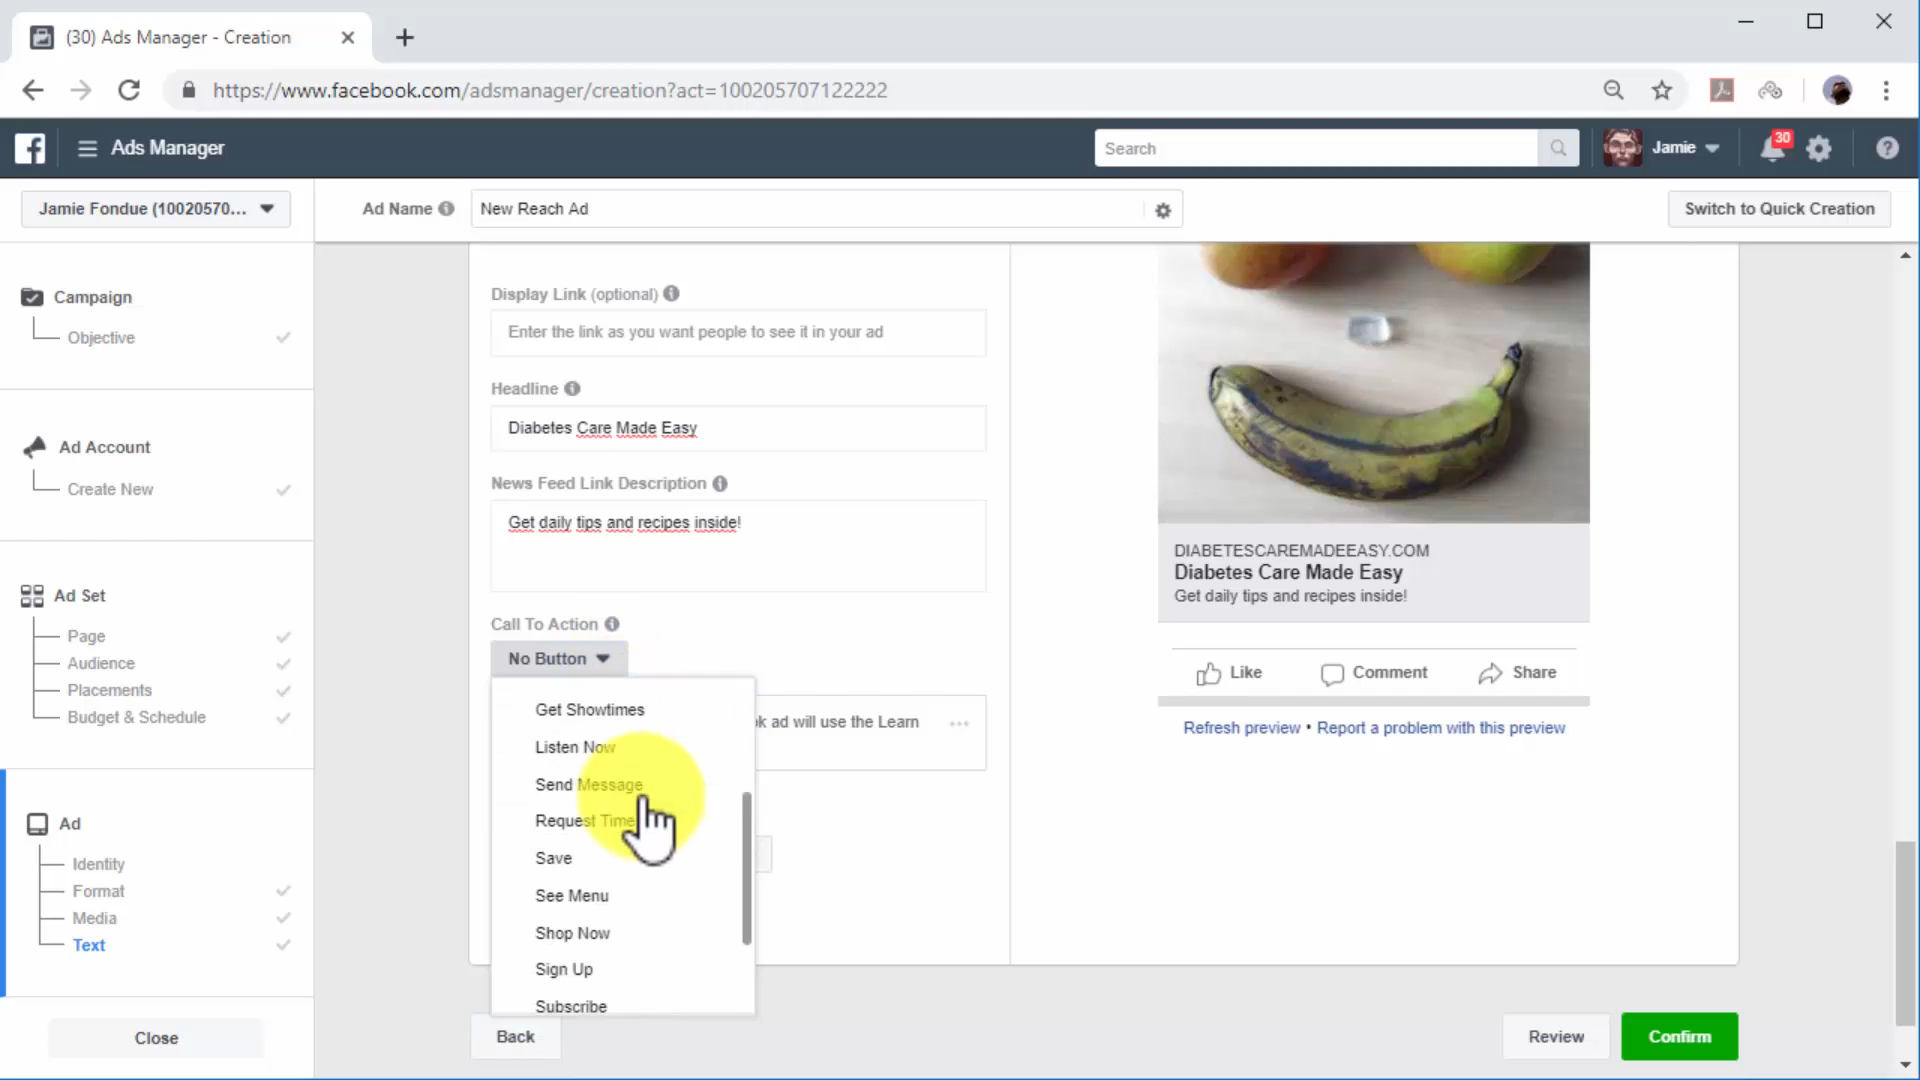 (30) Ads Manager - Creation
https://www.facebook.com/adsmanager/creation?act=100205707122222
Ads Manager
Search
Jamie
30
Jamie Fondue (10020570...
Ad Name
New Reach Ad
Switch to Quick Creation
Campaign
Objective
Ad Account
Create New
Ad Set
Page
Audience
Placements
Budget & Schedule
Ad
Identity
Format
Media
Text
Close
Display Link (optional)
Enter the link as you want people to see it in your ad
Headline
Diabetes Care Made Easy
News Feed Link Description
Get daily tips and recipes inside!
Call To Action
No Button
Get Showtimes
Listen Now
Send Message
Request Time
Save
See Menu
Shop Now
Sign Up
Subscribe
ad will use the Learn
Back
DIABETESCAREMADEEASY.COM
Diabetes Care Made Easy
Get daily tips and recipes inside!
Like
Comment
Share
Refresh preview • Report a problem with this preview
Review
Confirm